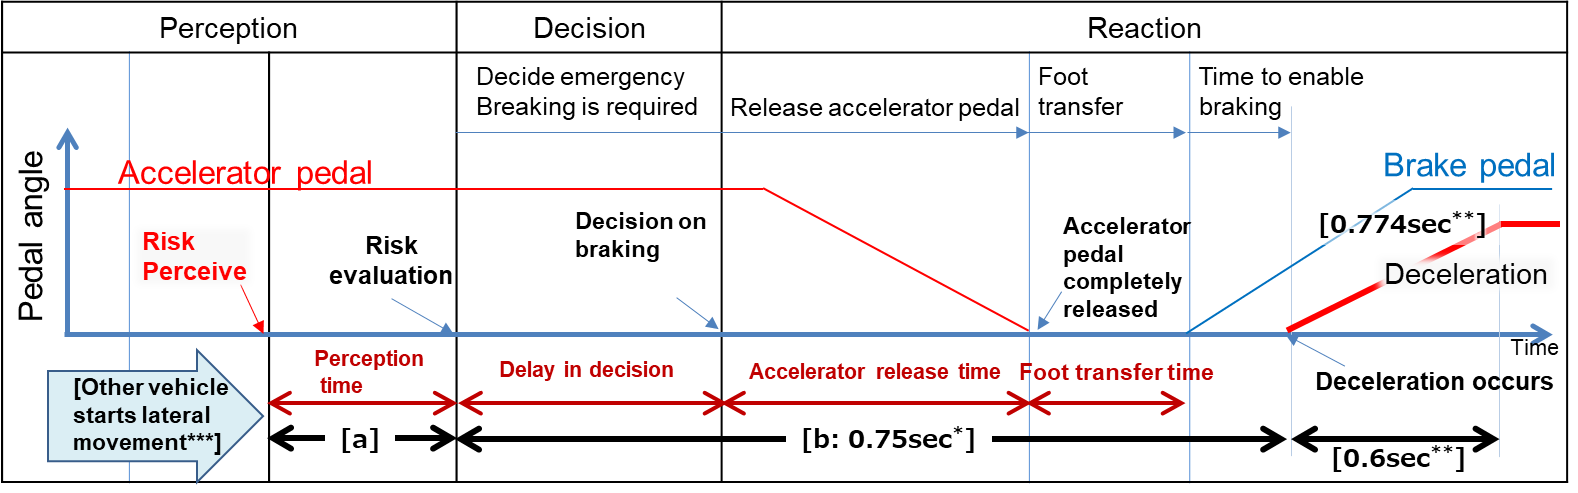 Perception
Decision
Reaction
Decide emergency
Breaking is required
Release accelerator pedal
Foot
transfer
Time to enable
braking
Pedal angle
Accelerator pedal
Brake pedal
Risk
Perceive
Risk
evaluation
Decision on
braking
Accelerator
pedal
completely
released
[0.774sec**]
Deceleration
Time
Deceleration occurs
[Other vehicle
starts lateral
movement***]
Perception
time
Delay in decision
Accelerator release time
Foot transfer time
[a]
[b: 0.75sec*]
[0.6sec**]